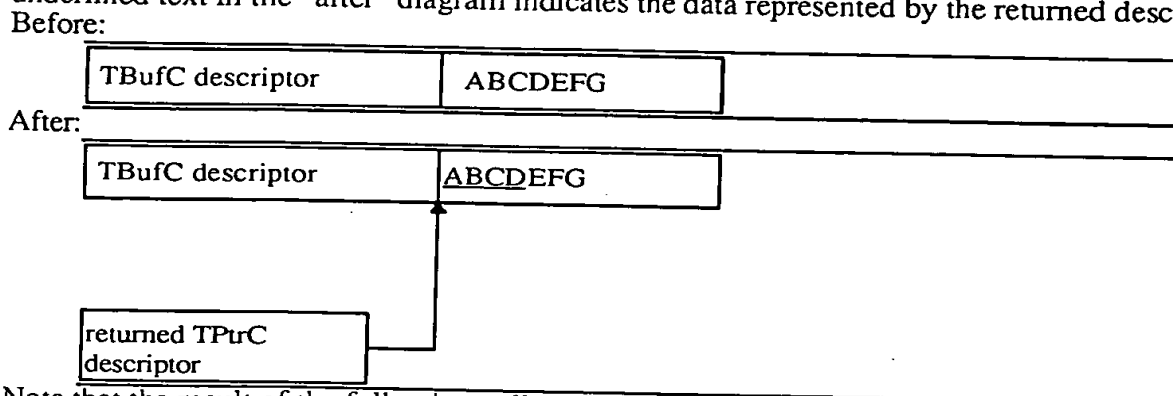 underlined text in the "after" diagram indicates the data represented by the returned desc
Before:
TBufC descriptor ABCDEFG
After:
TBufC descriptor ABCDEFG
returned TPtrC
descriptor
Note that the result of the following